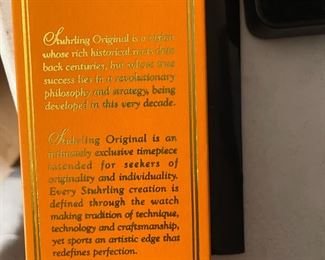 Stuhrling Original is a
whose rich historical roots date
back centuries, but whose true
success lies in a revolutionary
philosophy and strategy, being
developed in this very decade.
Stuhrling Original is an
intimately exclusive timepiece
intended for seekers of
originality and individuality.
Every Stuhrling creation is
defined through the watch
making tradition of technique,
technology and craftsmanship,
yet sports an artistic edge that
redefines perfection.